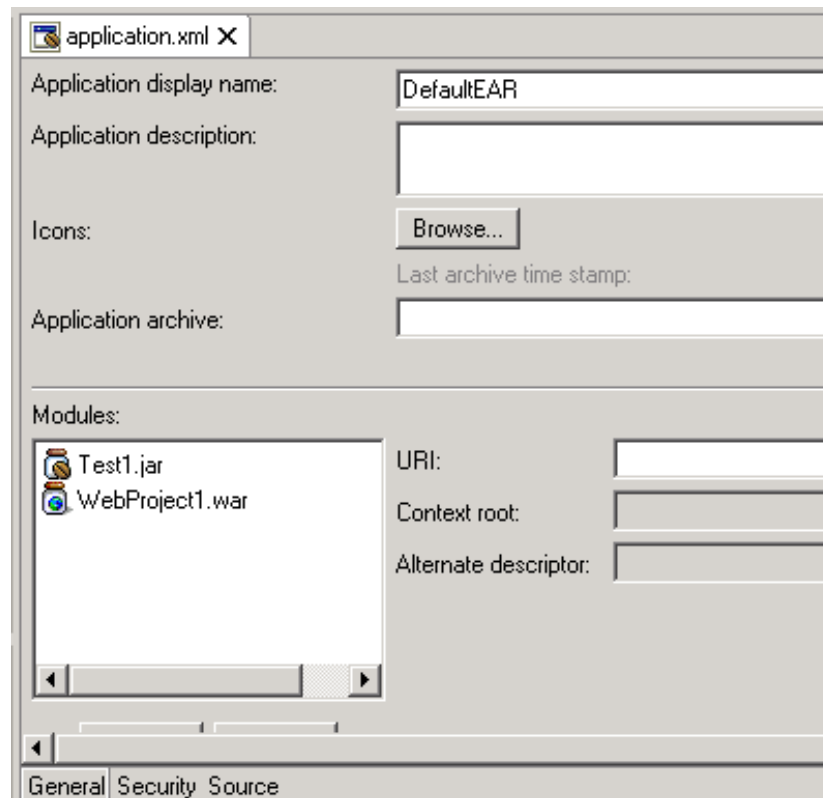 application.xml X
Application display name:
DefaultEAR
Application description:
Icons:
Browse...
Last archive time stamp:
Application archive:
Modules:
Test1.jar
WebProject1.war
URI:
Context root:
Alternate descriptor:
General Security Source